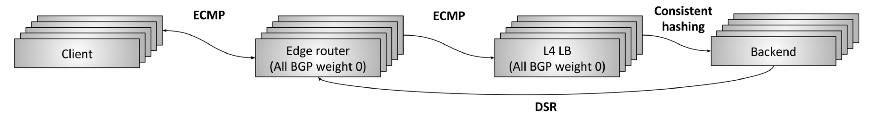 ECMP
ECMP
Consistent
hashing
Client
Edge router
(All BGP weight 0)
L4 LB
(All BGP weight 0)
Backend
DSR